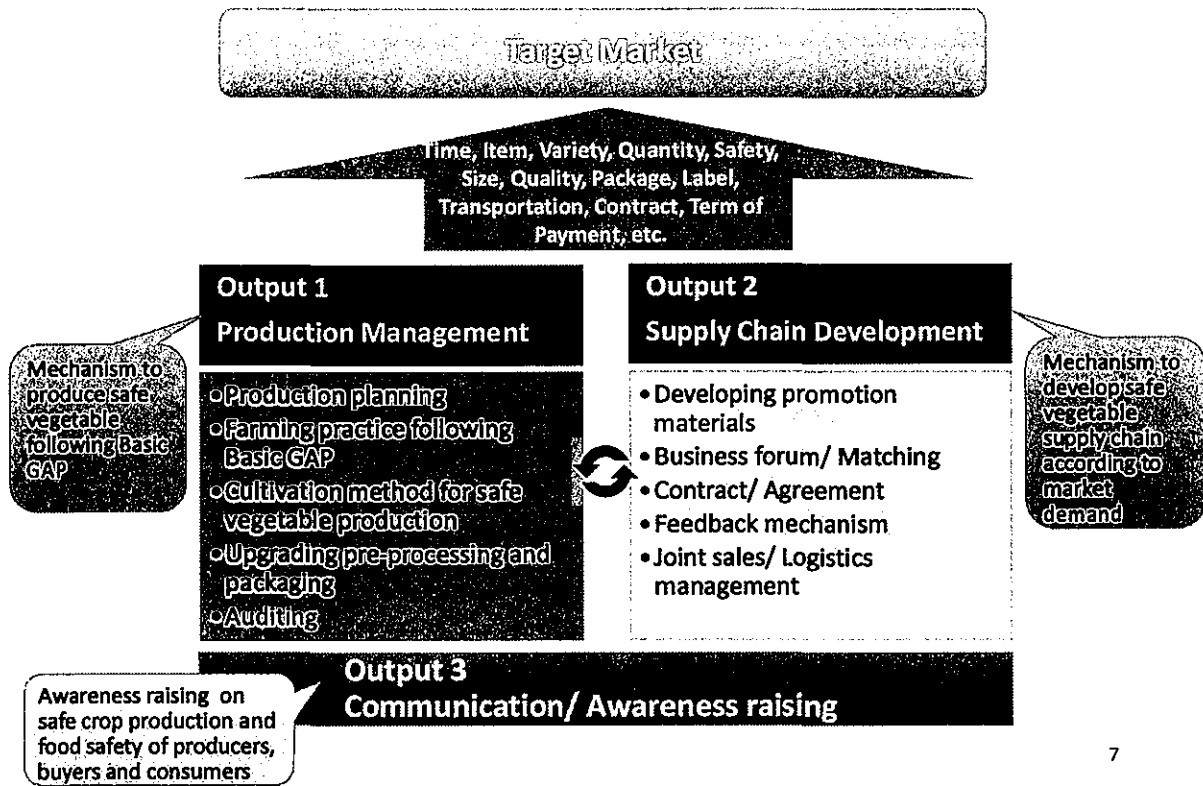 Target Market
Time, Item, Variety, Quantity, Safety,
Size, Quality, Package, Label,
Transportation, Contract, Term of
Payment, etc.
Output 1
Production Management
Output 2
Supply Chain Development
Mechanism to
produce safe
vegetable
following Basic
GAP
•Production planning
•Farming practice following
Basic GAP
•Cultivation method for safe
vegetable production
•Upgrading pre-processing and
packaging
•Auditing
•Developing promotion
materials
•Business forum/ Matching
•Contract/ Agreement
•Feedback mechanism
•Joint sales/ Logistics
management
Mechanism to
develop safe
vegetable
supply chain
according to
market
demand
Output 3
Communication/ Awareness raising
Awareness raising on
safe crop production and
food safety of producers,
buyers and consumers
7